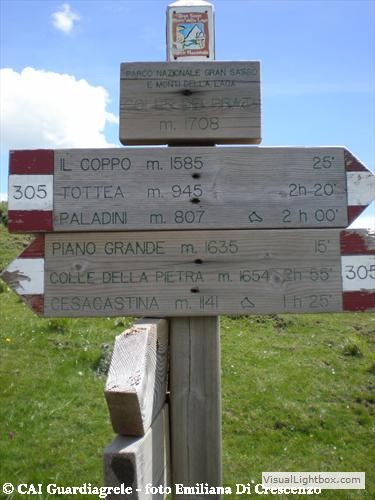 PARCO NAZIONALE GRAN SASSO
E MONTI DELLA LAGA
m. 1708
305
IL COPPO m. 1585 25'
TOTTEA m. 945 2h-20'
PALADINI m. 807 2h 00'
PIANO GRANDE m. 1635 15'
COLLE DELLA PIETRA m. 1654 2h 55'
CESACASTINA m. 1141 1h 25'
305
© CAI Guardiagrele - foto Emiliana Di Crescenzo
VisualLightbox.com